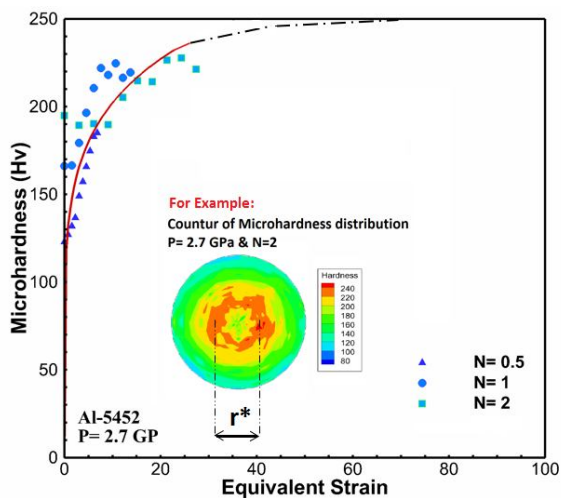 250
200
150
100
50
0
Microhardness (Hv)
For Example:
Countur of Microhardness distribution
P= 2.7 GPa & N=2
Hardness
240
220
200
180
160
140
120
100
80
r*
N= 0.5
N= 1
N= 2
Al-5452
P= 2.7 GP
0 20 40 60 80 100
Equivalent Strain